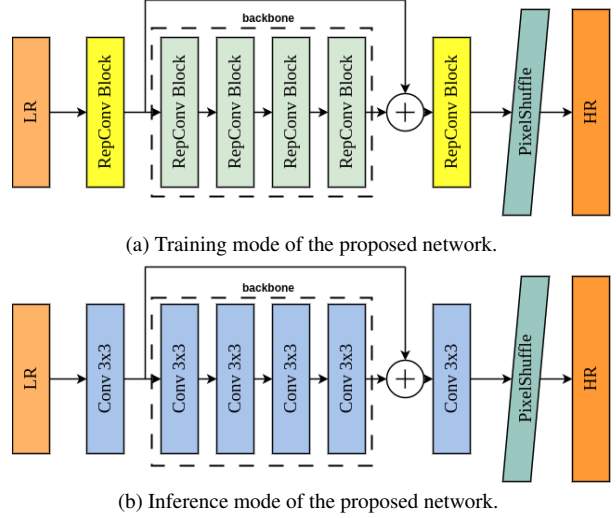 backbone
LR
RepConv Block
RepConv Block
RepConv Block
RepConv Block
RepConv Block
+
RepConv Block
PixelShuffle
HR
(a) Training mode of the proposed network.
backbone
LR
Conv 3x3
Conv 3x3
Conv 3x3
Conv 3x3
Conv 3x3
+
Conv 3x3
PixelShuffle
HR
(b) Inference mode of the proposed network.